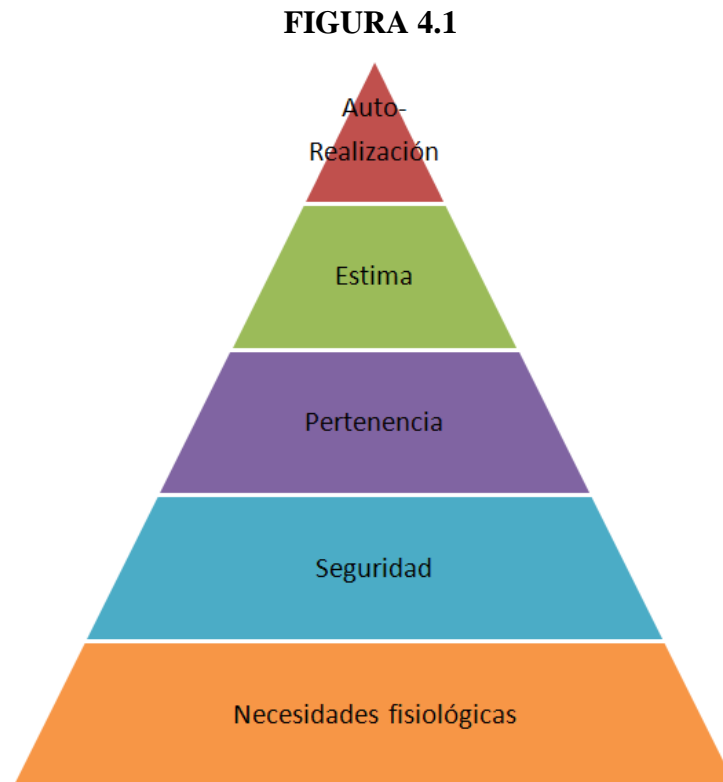 FIGURA 4.1
Auto-
Realización
Estima
Pertenencia
Seguridad
Necesidades fisiológicas